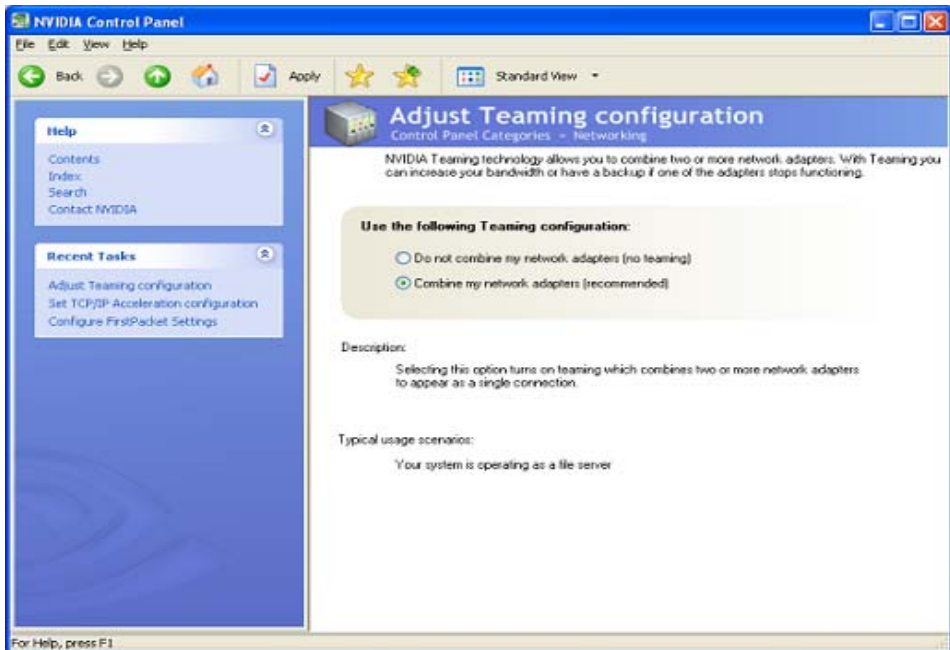 NVIDIA Control Panel
File Edit View Help
Back Apply Standard View
Help
Contents
Index
Search
Contact NVIDIA
Recent Tasks
Adjust Teaming configuration
Set TCP/IP Acceleration configuration
Configure FirstPacket Settings
Adjust Teaming configuration
Control Panel Categories - Networking
NVIDIA Teaming technology allows you to combine two or more network adapters. With Teaming you
can increase your bandwidth or have a backup if one of the adapters stops functioning.
Use the following Teaming configuration:
Do not combine my network adapters (no teaming)
Combine my network adapters (recommended)
Description:
Selecting this option turns on teaming which combines two or more network adapters
to appear as a single connection.
Typical usage scenarios:
Your system is operating as a file server
For Help, press F1